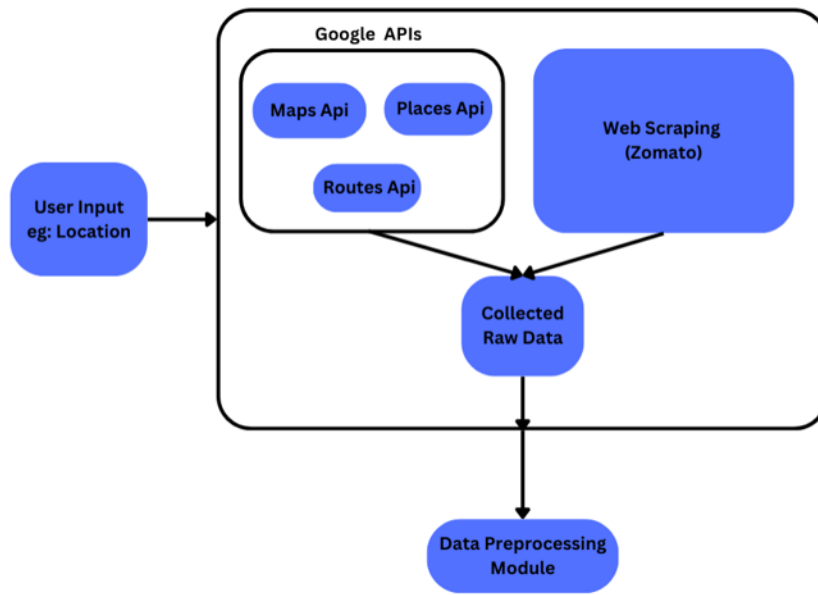 Google APIs
Maps Api
Places Api
Routes Api
Web Scraping
(Zomato)
User Input
eg: Location
Collected
Raw Data
Data Preprocessing
Module